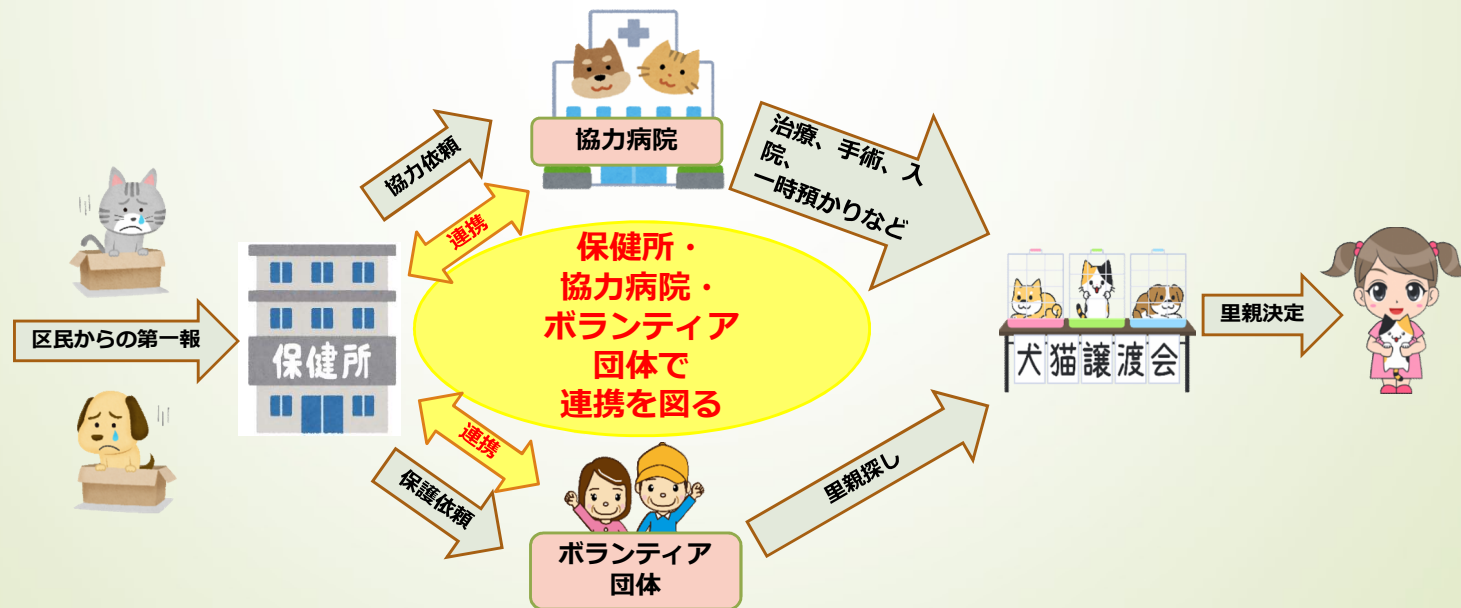 区民からの第一報
保健所
協力依頼
連携
協力病院
治療、手術、入
院、
一時預かりなど
保健所・
協力病院・
ボランティア
団体で
連携を図る
連携
保護依頼
ボランティア
団体
里親探し
犬猫譲渡会
里親決定